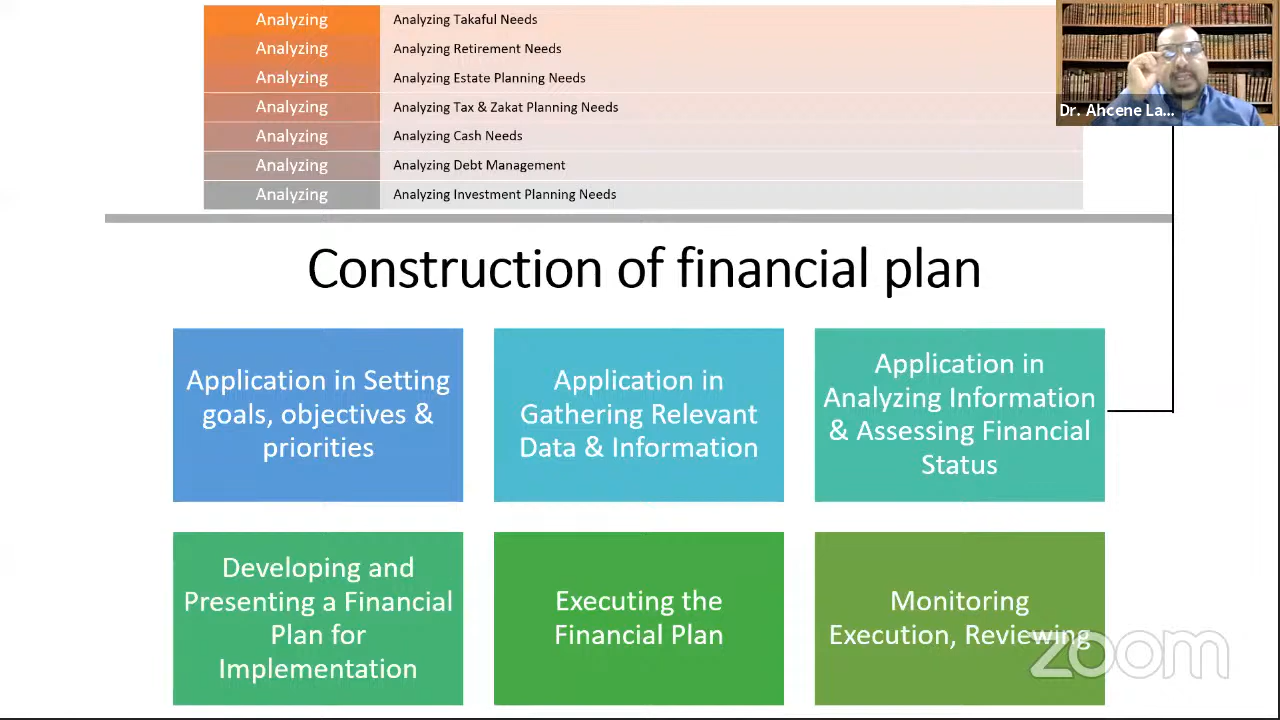 Analyzing Analyzing Takaful Needs
Analyzing Analyzing Retirement Needs
Analyzing Analyzing Estate Planning Needs
Analyzing Analyzing Tax & Zakat Planning Needs
Analyzing Analyzing Cash Needs
Analyzing Analyzing Debt Management
Analyzing Analyzing Investment Planning Needs
Dr. Ahcene La...
Construction of financial plan
Application in Setting
goals, objectives &
priorities
Application in
Gathering Relevant
Data & Information
Application in
Analyzing Information
& Assessing Financial
Status
Developing and
Presenting a Financial
Plan for
Implementation
Executing the
Financial Plan
Monitoring
Execution, Reviewing
zoom